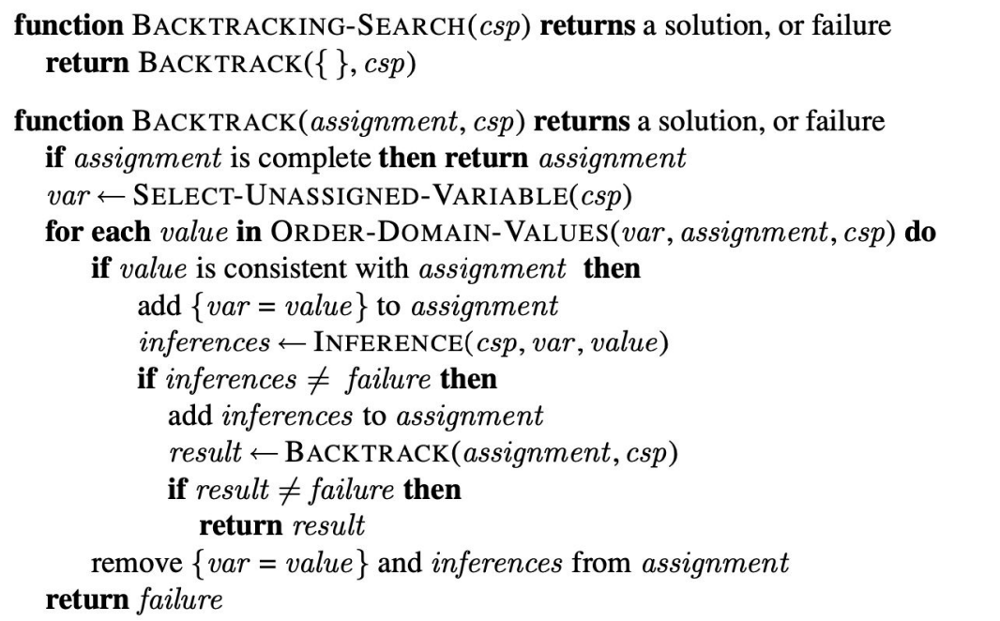 function BACKTRACKING-SEARCH(csp) returns a solution, or failure
return BACKTRACK({ }, csp)
function BACKTRACK(assignment, csp) returns a solution, or failure
if assignment is complete then return assignment
var ← SELECT-UNASSIGNED-VARIABLE(csp)
for each value in ORDER-DOMAIN-VALUES(var, assignment, csp) do
if value is consistent with assignment then
add {var = value} to assignment
inferences ← INFERENCE(csp, var, value)
if inferences ≠ failure then
add inferences to assignment
result ← BACKTRACK(assignment, csp)
if result ≠ failure then
return result
remove {var = value} and inferences from assignment
return failure